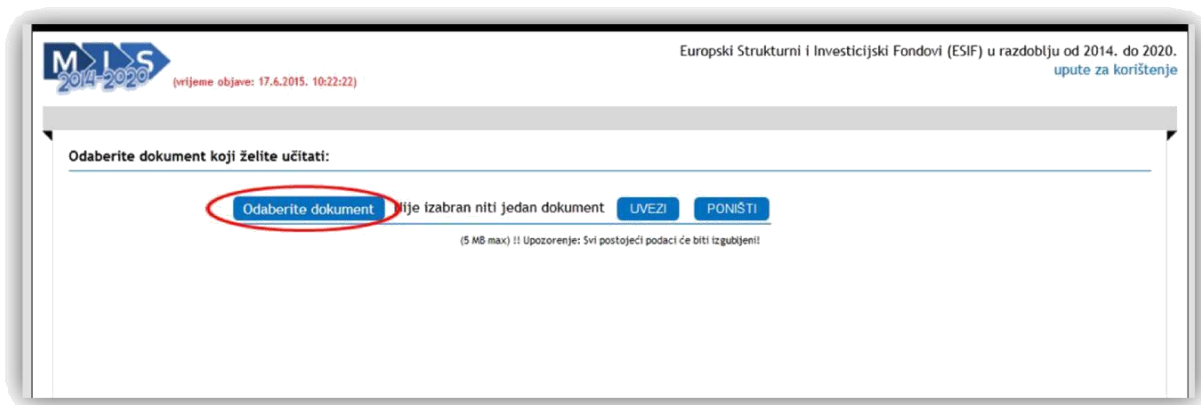 M I S
2014-2020
(vrijeme objave: 17.6.2015. 10:22:22)
Europski Strukturni i Investicijski Fondovi (ESIF) u razdoblju od 2014. do 2020.
upute za korištenje
Odaberite dokument koji želite učitati:
Odaberite dokument Nije izabran niti jedan dokument UVEZI PONIŠTI
(5 MB max) !! Upozorenje: Svi postojeći podaci će biti izgubljeni!